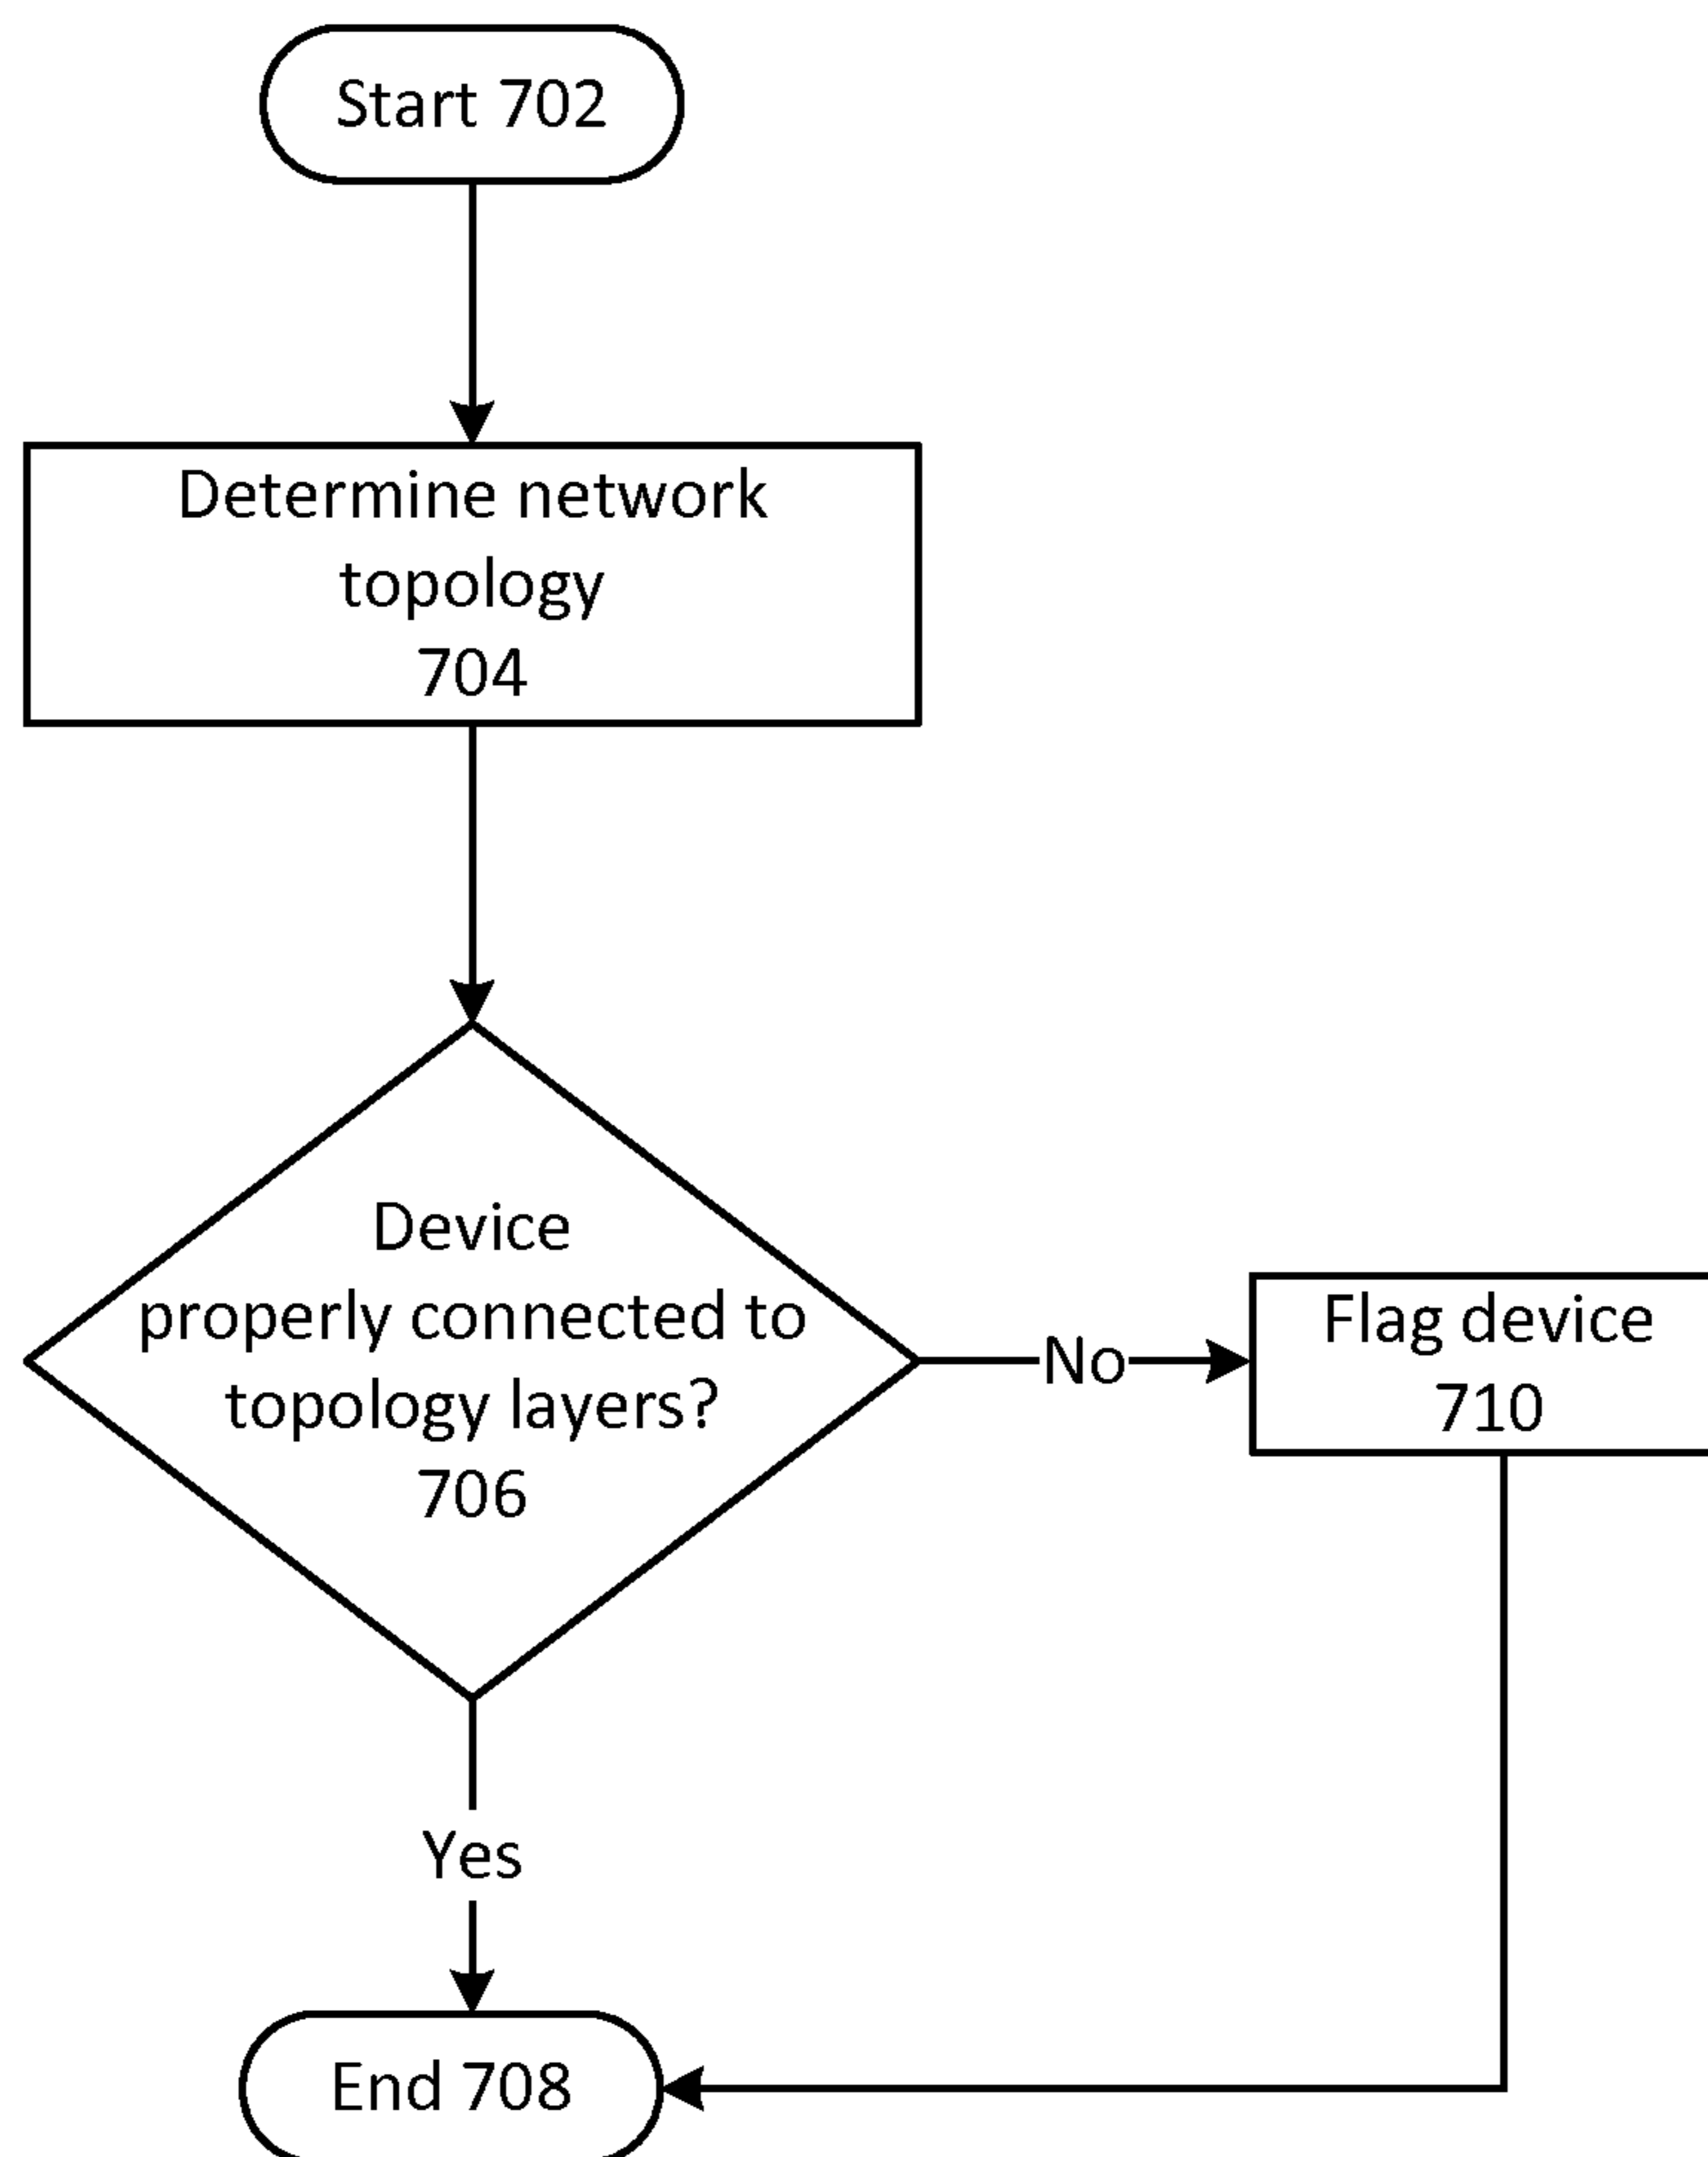 Start 702
Determine network
topology
704
Device
properly connected to
topology layers?
706
No
Flag device
710
Yes
End 708